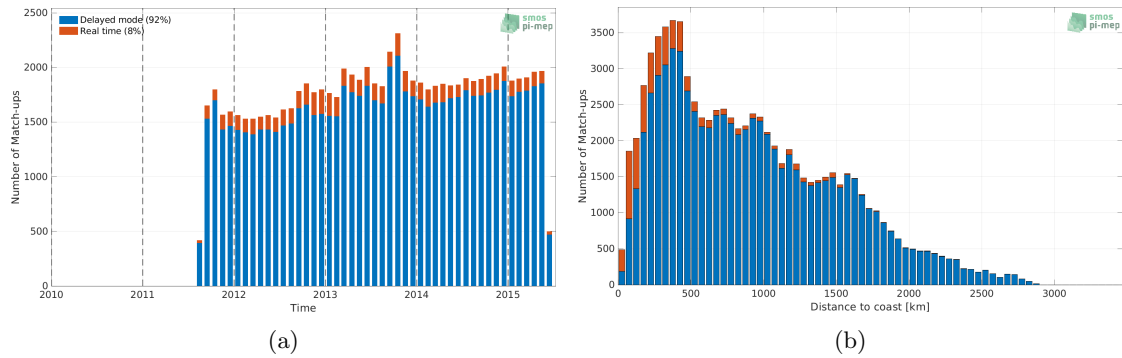 Delayed mode (92%)
Real time (8%)
smos
pi-mep
Number of Match-ups
2500
2000
1500
1000
500
0
2010
2011
2012
2013
2014
2015
Time
(a)
smos
pi-mep
Number of Match-ups
3500
3000
2500
2000
1500
1000
500
0
0
500
1000
1500
2000
2500
3000
Distance to coast [km]
(b)